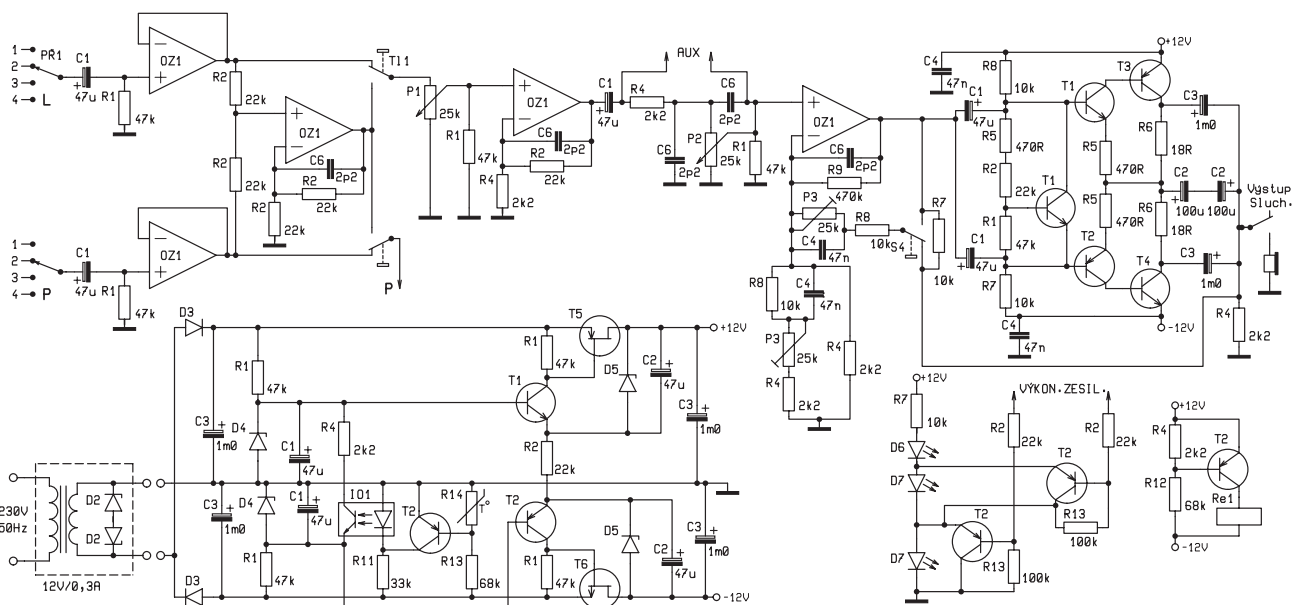 1
2
3
4
PŘ1
L
C1
+
47u
R1
47k
-
+
OZ1
R2
22k
R2
22k
OZ1
C6
2p2
R2
22k
R2
22k
Tl1
P1
25k
R1
47k
OZ1
C6
2p2
R2
22k
R4
2k2
C1
47u
AUX
R4
2k2
C6
2p2
C6
2p2
P2
25k
R1
47k
OZ1
C6
2p2
R9
470k
P3
25k
C4
47n
R8
10k
S4
R7
10k
R8
10k
C4
47n
P3
25k
R4
2k2
R4
2k2
C4
47n
R8
10k
C1
47u
R5
470R
R2
22k
R1
47k
C1
47u
R7
10k
C4
47n
T1
T1
T2
R5
470R
R5
470R
+12V
T3
C3
1m0
R6
18R
C2
100u
C2
100u
R6
18R
C3
1m0
T4
-12V
Výstup
Sluch.
R4
2k2
1
2
3
4
P
C1
47u
R1
47k
OZ1
P
D3
R1
47k
C3
1m0
D4
C1
47u
R4
2k2
T1
R1
47k
T5
D5
C2
47u
C3
1m0
+12V
R2
22k
230V
50Hz
D2
D2
12V/0,3A
C3
1m0
D4
C1
47u
IO1
T2
R14
T°
T2
D5
C2
47u
C3
1m0
R1
47k
R11
33k
R13
68k
R1
47k
T6
D3
-12V
+12V
R7
10k
D6
D7
D7
VÝKON.ZESIL.
R2
22k
R2
22k
T2
T2
R13
100k
R13
100k
+12V
R4
2k2
R12
68k
T2
Re1
-12V